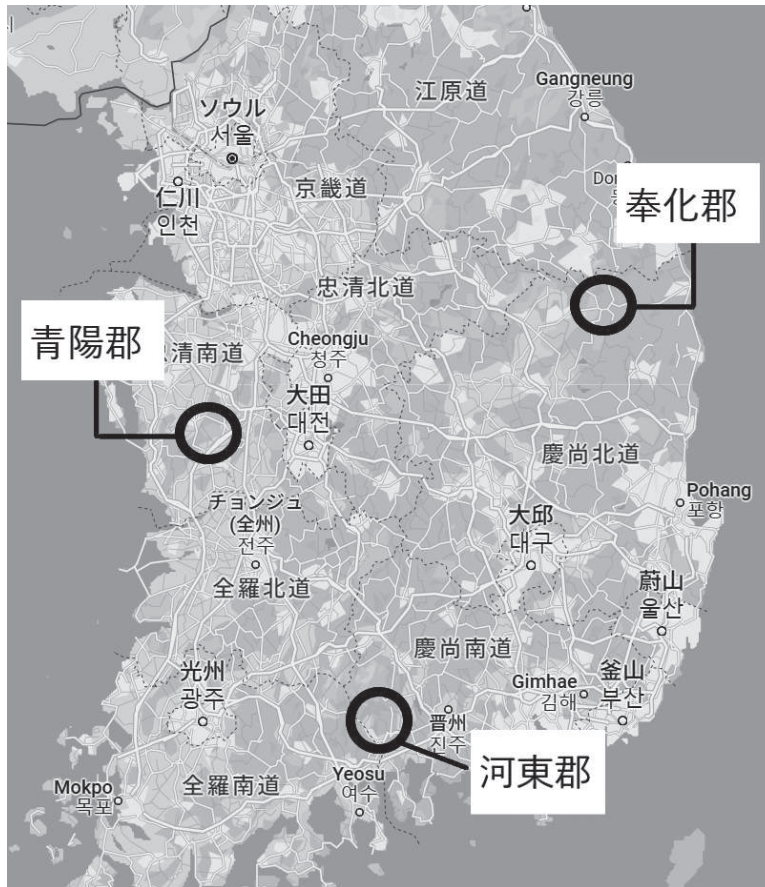 江原道
Gangneung
강릉
ソウル
서울
京畿道
仁川
인천
奉化郡
忠清北道
青陽郡
清南道
Cheongju
청주
大田
대전
慶尚北道
Pohang
포항
チョンジュ
(全州)
전주
大邱
대구
全羅北道
蔚山
울산
慶尚南道
光州
광주
Gimhae
김해
釜山
부산
晋州
진주
河東郡
Yeosu
여수
全羅南道
Mokpo
목포